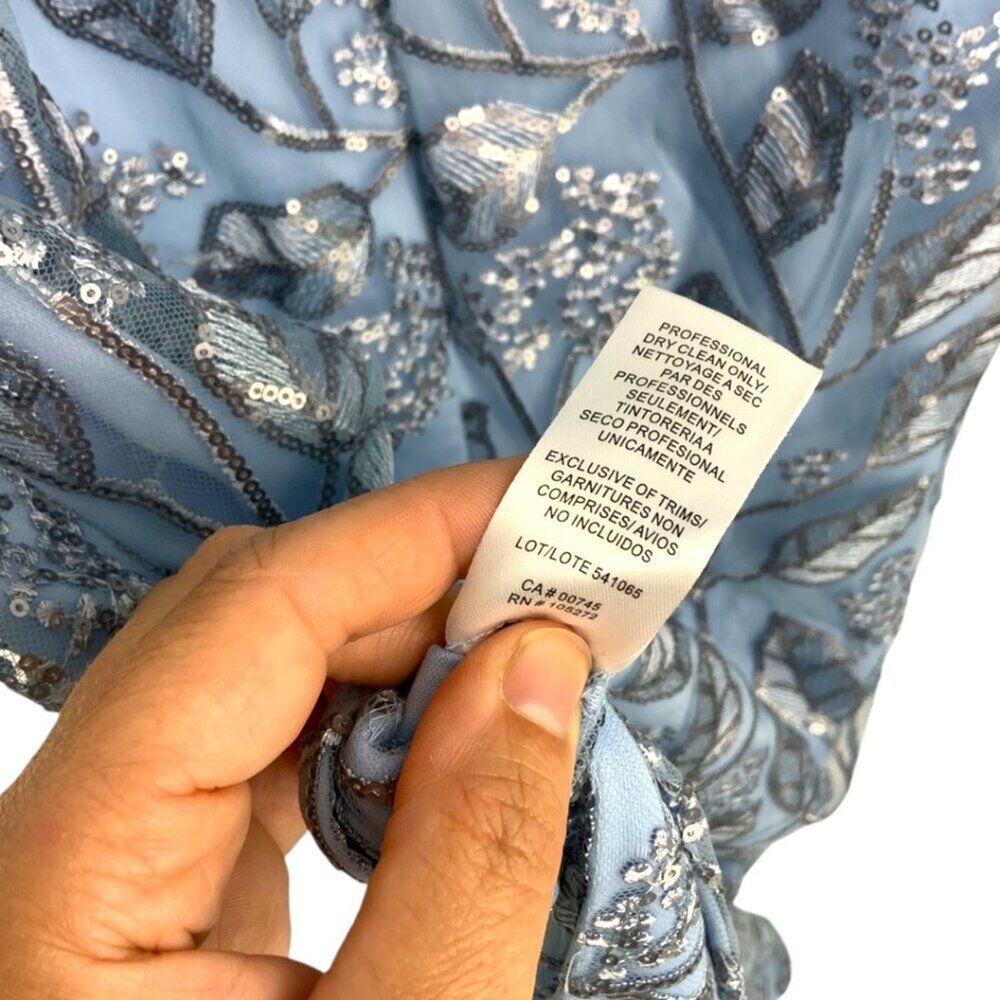 PROFESSIONAL
DRY CLEAN ONLY/
NETTOYAGE A SEC
PAR DES
PROFESSIONNELS
SEULEMENT/
TINTORERIA A
SECO PROFESIONAL
UNICAMENTE
EXCLUSIVE OF TRIMS/
GARNITURES NON
COMPRISES/AVIOS
NO INCLUIDOS
LOT/LOTE 541065
CA# 00745
RN# 105272